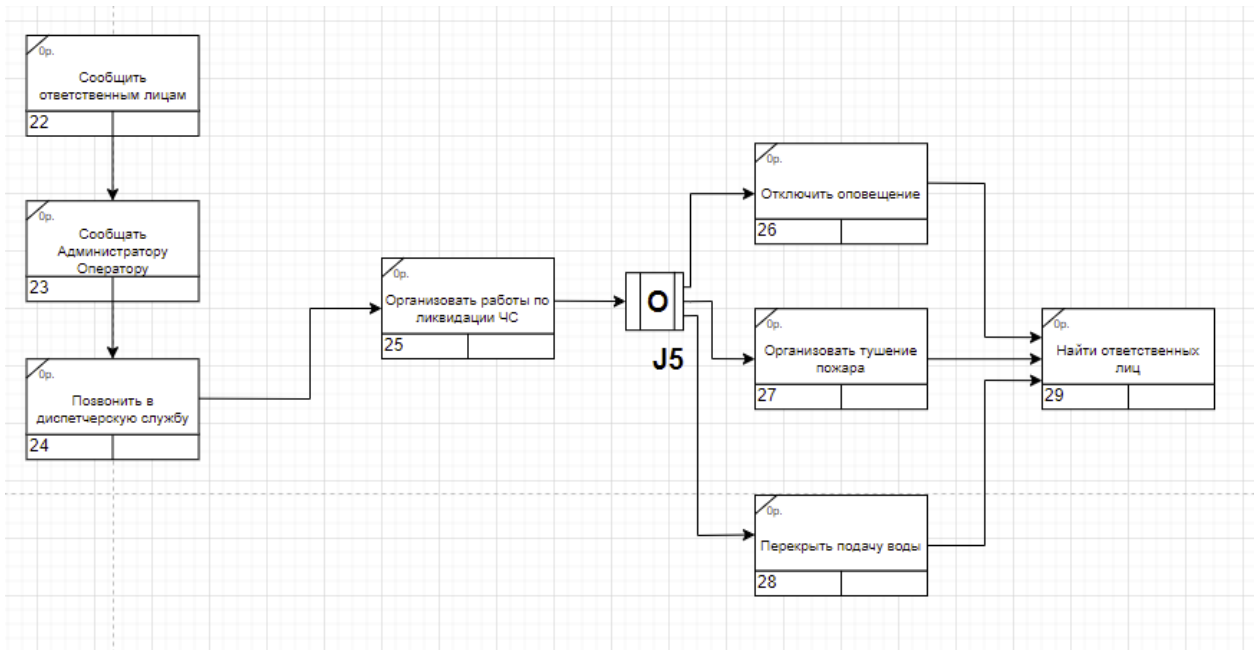 0р.
Сообщить
ответственным лицам
22
0р.
Сообщать
Администратору
Оператору
23
0р.
Позвонить в
диспетчерскую службу
24
0р.
Организовать работы по
ликвидации ЧС
25
O
J5
0р.
Отключить оповещение
26
0р.
Организовать тушение
пожара
27
0р.
Перекрыть подачу воды
28
0р.
Найти ответственных
лиц
29